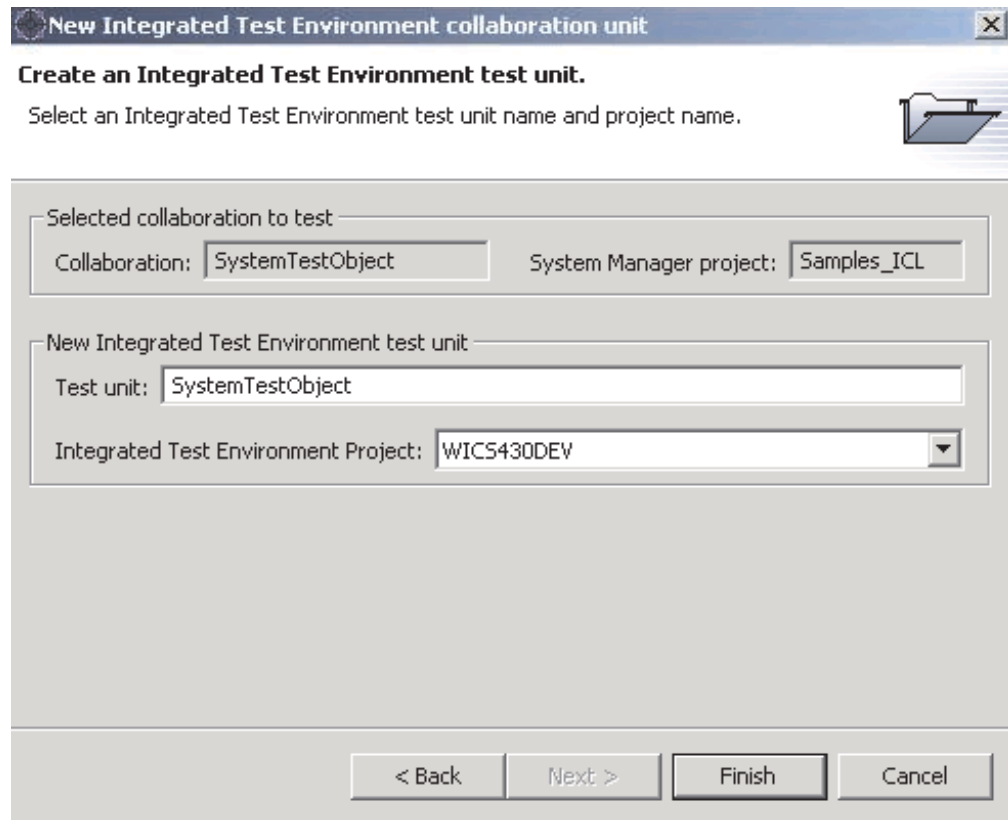 New Integrated Test Environment collaboration unit
Create an Integrated Test Environment test unit.
Select an Integrated Test Environment test unit name and project name.
Selected collaboration to test
Collaboration: SystemTestObject System Manager project: Samples_ICL
New Integrated Test Environment test unit
Test unit: SystemTestObject
Integrated Test Environment Project: WICS430DEV
< Back Next > Finish Cancel